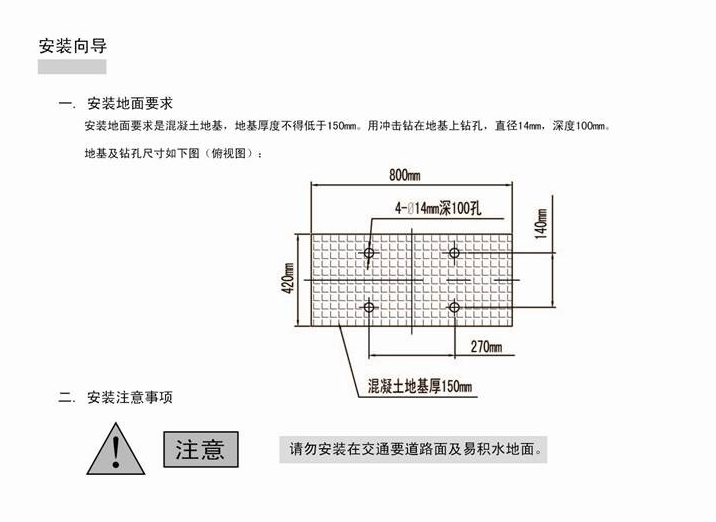 安装向导
一. 安装地面要求
安装地面要求是混凝土地基，地基厚度不得低于150mm。用冲击钻在地基上钻孔，直径14mm，深度100mm。
地基及钻孔尺寸如下图（俯视图）：
800mm
4-Ø14mm深100孔
140mm
420mm
270mm
混凝土地基厚150mm
二. 安装注意事项
! 注意 请勿安装在交通要道路面及易积水地面。